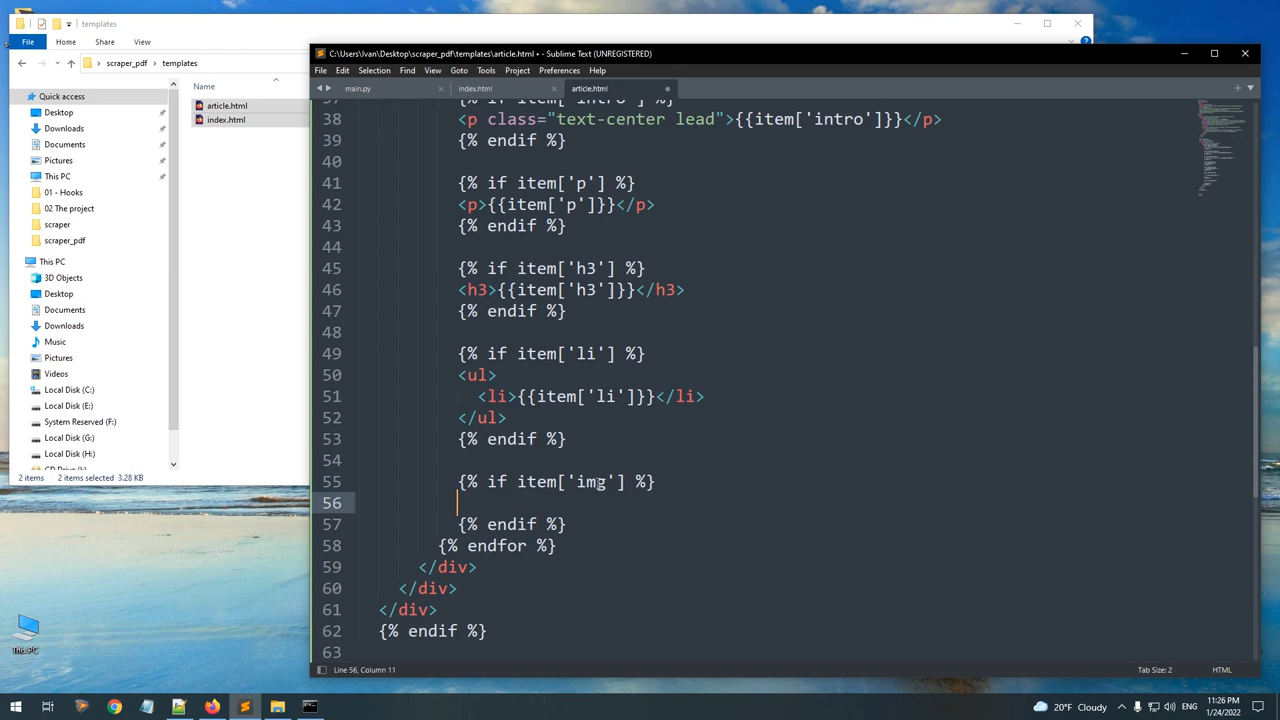 templates
File
Home
Share
View
scraper_pdf
templates
Name
Quick access
article.html
index.html
Desktop
Downloads
Documents
Pictures
This PC
01 - Hooks
02 The project
scraper
scraper_pdf
This PC
3D Objects
Desktop
Documents
Downloads
Music
Pictures
Videos
Local Disk (C:)
Local Disk (E:)
System Reserved (F:)
Local Disk (G:)
Local Disk (H:)
2 items
2 items selected 3.28 KB
This PC
C:\Users\Ivan\Desktop\scraper_pdf\templates\article.html • - Sublime Text (UNREGISTERED)
File Edit Selection Find View Goto Tools Project Preferences Help
main.py
index.html
article.html
37 {% if item['intro'] %}
38 <p class="text-center lead">{{item['intro']}}</p>
39 {% endif %}
40
41 {% if item['p'] %}
42 <p>{{item['p']}}</p>
43 {% endif %}
44
45 {% if item['h3'] %}
46 <h3>{{item['h3']}}</h3>
47 {% endif %}
48
49 {% if item['li'] %}
50 <ul>
51 <li>{{item['li']}}</li>
52 </ul>
53 {% endif %}
54
55 {% if item['img'] %}
56
57 {% endif %}
58 {% endfor %}
59 </div>
60 </div>
61 </div>
62 {% endif %}
63
Line 56, Column 11
Tab Size: 2
HTML
20°F Cloudy
ENG
11:26 PM
1/24/2022